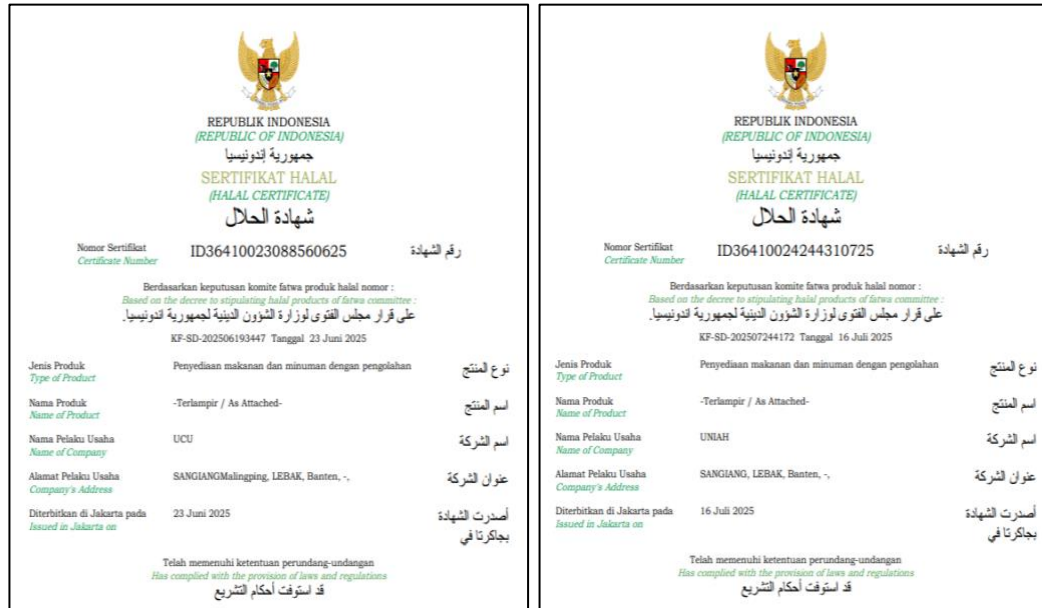 REPUBLIK INDONESIA
(REPUBLIC OF INDONESIA)
جمهورية إندونيسيا
SERTIFIKAT HALAL
(HALAL CERTIFICATE)
شهادة الحلال
Nomor Sertifikat
Certificate Number
ID36410023088560625
رقم الشهادة
Berdasarkan keputusan komite fatwa produk halal nomor :
Based on the decree to stipulating halal products of fatwa committee :
على قرار مجلس الفتوى لوزارة الشؤون الدينية لجمهورية اندونيسيا.
KF-SD-202506193447 Tanggal 23 Juni 2025
Jenis Produk
Type of Product
Penyediaan makanan dan minuman dengan pengolahan
نوع المنتج
Nama Produk
Name of Product
-Terlampir / As Attached-
اسم المنتج
Nama Pelaku Usaha
Name of Company
UCU
اسم الشركة
Alamat Pelaku Usaha
Company's Address
SANGIANGMalingping, LEBAK, Banten, -,
عنوان الشركة
Diterbitkan di Jakarta pada
Issued in Jakarta on
23 Juni 2025
أصدرت الشهادة
بجاكرتا في
Telah memenuhi ketentuan perundang-undangan
Has complied with the provision of laws and regulations
قد استوفت أحكام التشريع
REPUBLIK INDONESIA
(REPUBLIC OF INDONESIA)
جمهورية إندونيسيا
SERTIFIKAT HALAL
(HALAL CERTIFICATE)
شهادة الحلال
Nomor Sertifikat
Certificate Number
ID36410024244310725
رقم الشهادة
Berdasarkan keputusan komite fatwa produk halal nomor :
Based on the decree to stipulating halal products of fatwa committee :
على قرار مجلس الفتوى لوزارة الشؤون الدينية لجمهورية اندونيسيا.
KF-SD-202507244172 Tanggal 16 Juli 2025
Jenis Produk
Type of Product
Penyediaan makanan dan minuman dengan pengolahan
نوع المنتج
Nama Produk
Name of Product
-Terlampir / As Attached-
اسم المنتج
Nama Pelaku Usaha
Name of Company
UNIAH
اسم الشركة
Alamat Pelaku Usaha
Company's Address
SANGIANG, LEBAK, Banten, -,
عنوان الشركة
Diterbitkan di Jakarta pada
Issued in Jakarta on
16 Juli 2025
أصدرت الشهادة
بجاكرتا في
Telah memenuhi ketentuan perundang-undangan
Has complied with the provision of laws and regulations
قد استوفت أحكام التشريع